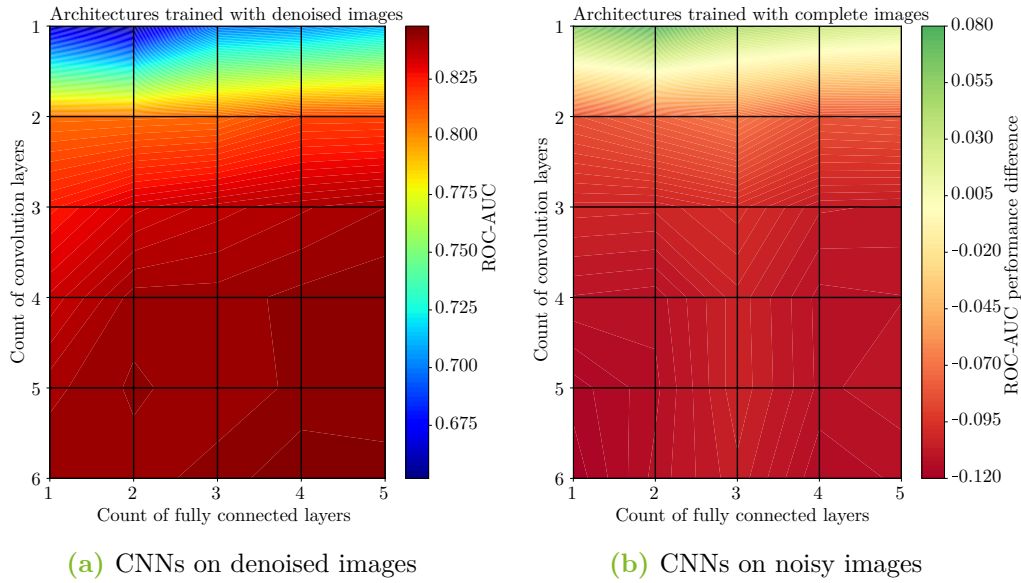 Architectures trained with denoised images
1
2
3
4
5
6
1 2 3 4 5
Count of convolution layers
Count of fully connected layers
0.825
0.800
0.775
0.750
0.725
0.700
0.675
ROC-AUC
Architectures trained with complete images
1
2
3
4
5
6
1 2 3 4 5
Count of convolution layers
Count of fully connected layers
0.080
0.055
0.030
0.005
-0.020
-0.045
-0.070
-0.095
-0.120
ROC-AUC performance difference
(a) CNNs on denoised images
(b) CNNs on noisy images